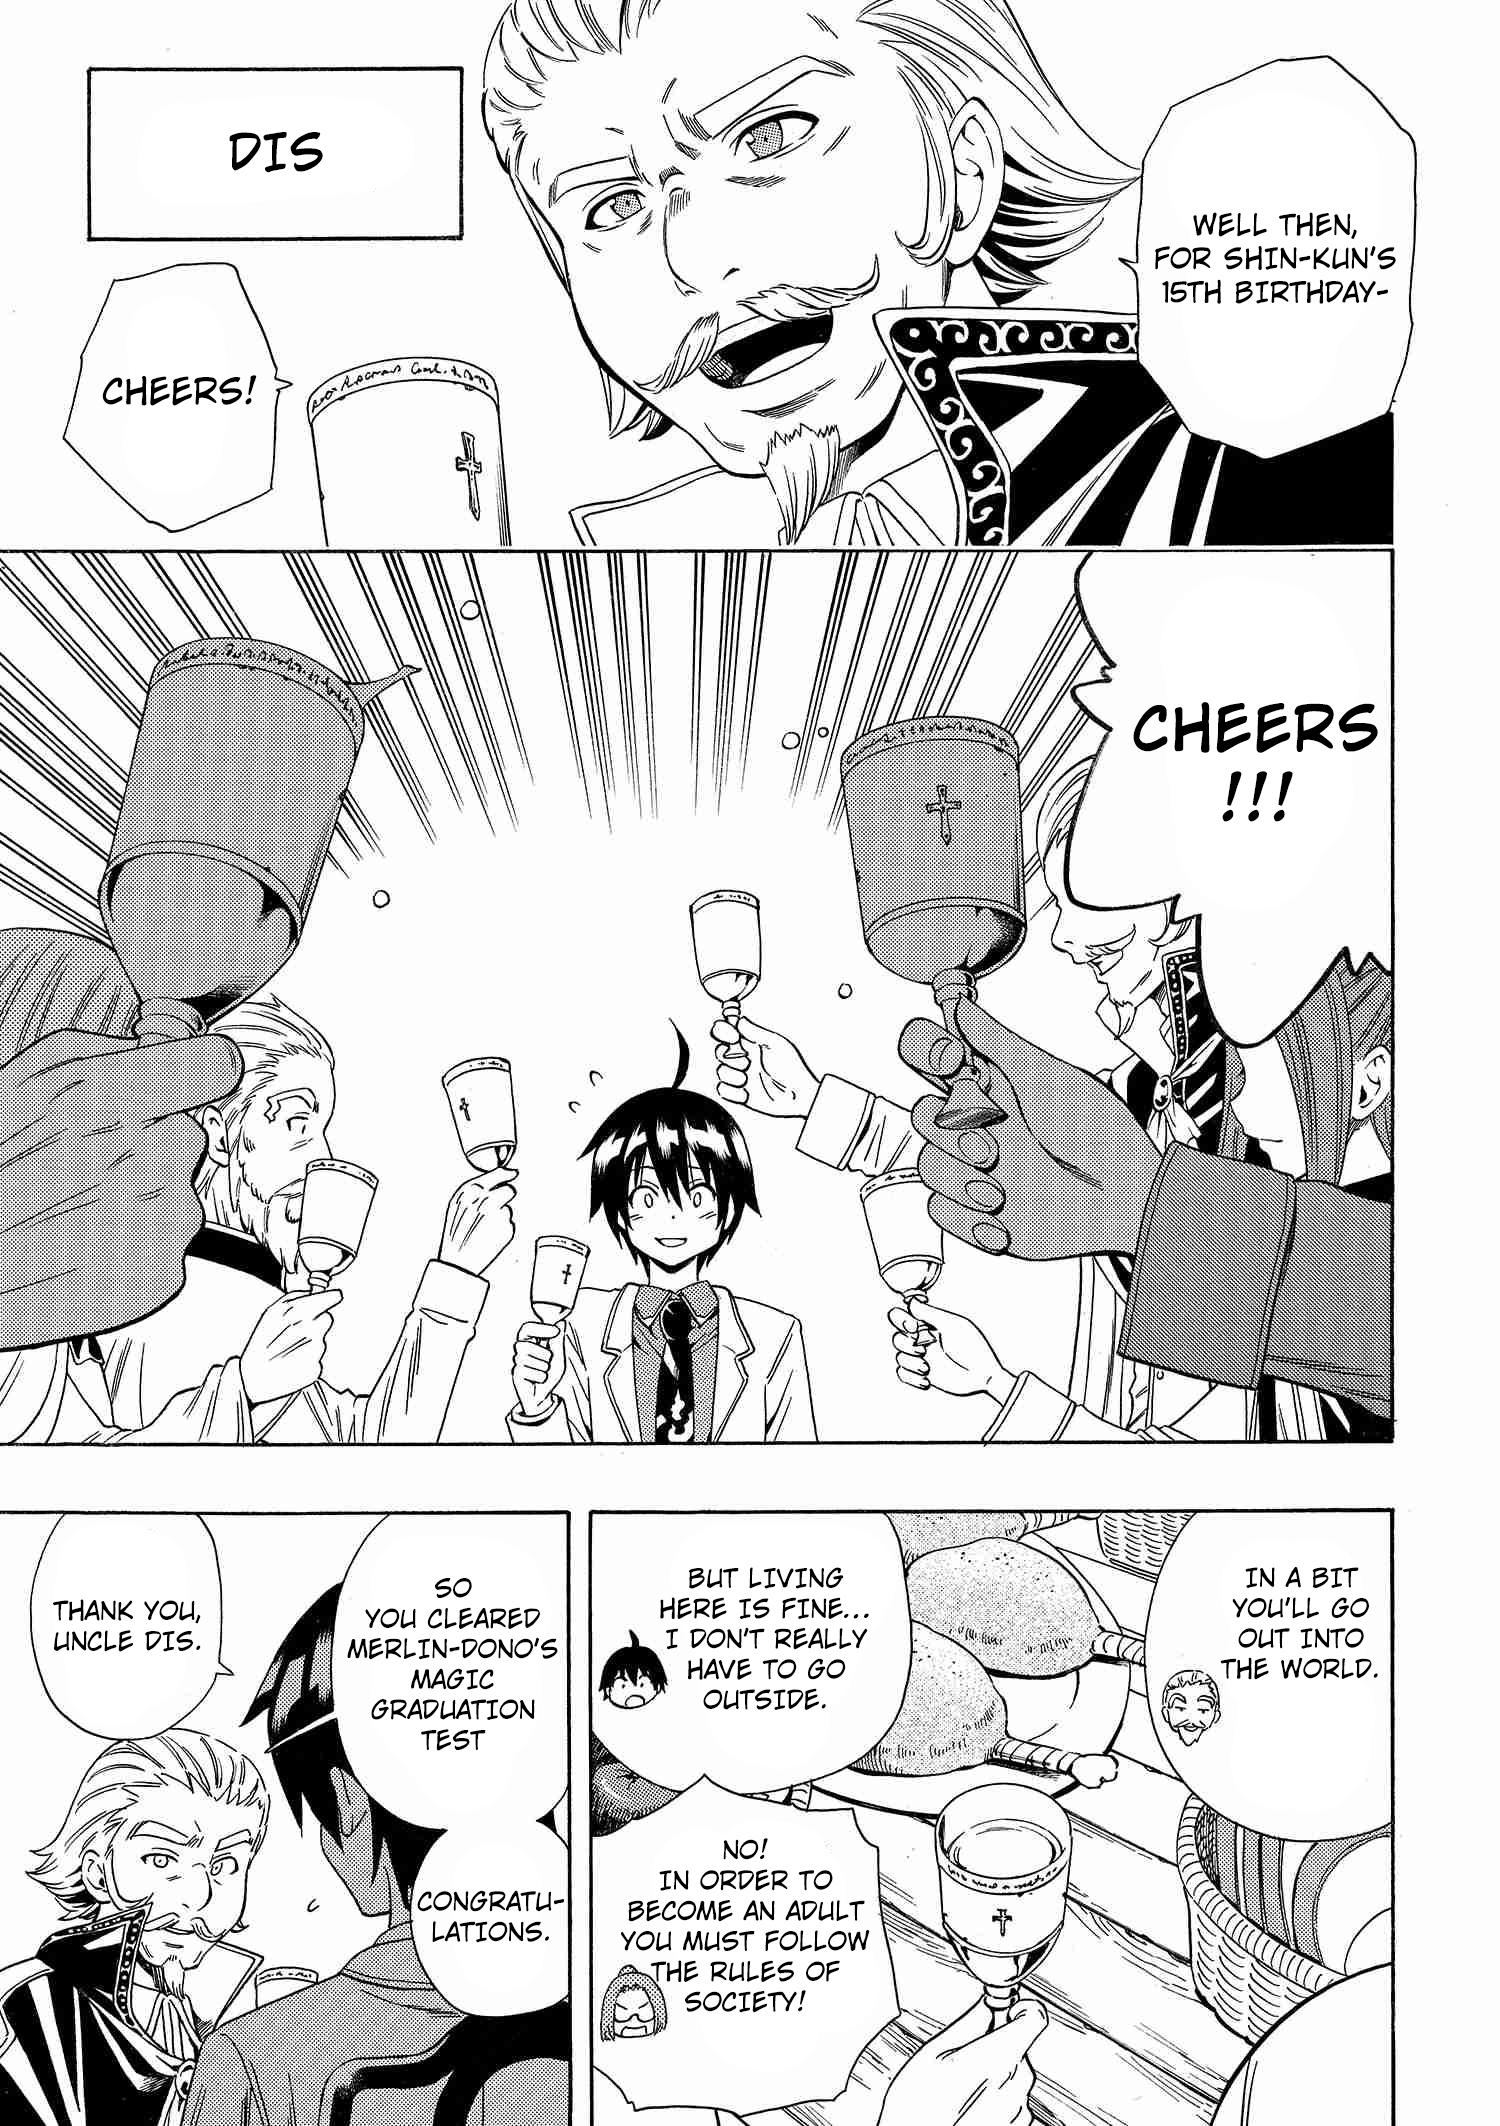 WELL THEN,
FOR SHIN-KUN'S
15TH BIRTHDAY-
DIS
CHEERS!
CHEERS
!!!
IN A BIT
YOU'LL GO
OUT INTO
THE WORLD.
BUT LIVING
HERE IS FINE...
I DON'T REALLY
HAVE TO GO
OUTSIDE.
NO!
IN ORDER TO
BECOME AN ADULT
YOU MUST FOLLOW
THE RULES OF
SOCIETY!
SO
YOU CLEARED
MERLIN-DONO'S
MAGIC
GRADUATION
TEST
CONGRATU-
LATIONS.
THANK YOU,
UNCLE DIS.